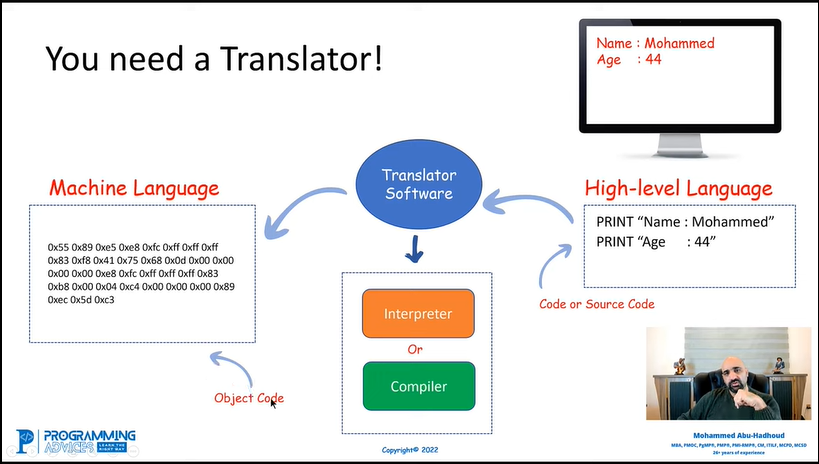 You need a Translator!
Name : Mohammed
Age : 44
Machine Language
Translator
Software
High-level Language
0x55 0x89 0xe5 0xe8 0xfc 0xff 0xff 0xff
0x83 0xf8 0x41 0x75 0x68 0x0d 0x00 0x00
0x00 0x00 0xe8 0xfc 0xff 0xff 0xff 0x83
0xb8 0x00 0x04 0xc4 0x00 0x00 0x00 0x89
0xec 0x5d 0xc3
PRINT “Name : Mohammed”
PRINT “Age : 44”
Interpreter
Or
Compiler
Code or Source Code
Object Code
PROGRAMMING
ADVICES
LEARN THE
RIGHT WAY
Copyright© 2022
Mohammed Abu-Hadhoud
MBA, PMOC, PgMP®, PMP®, PMI-RMP®, CM, ITILF, MCPD, MCSD
26+ years of experience